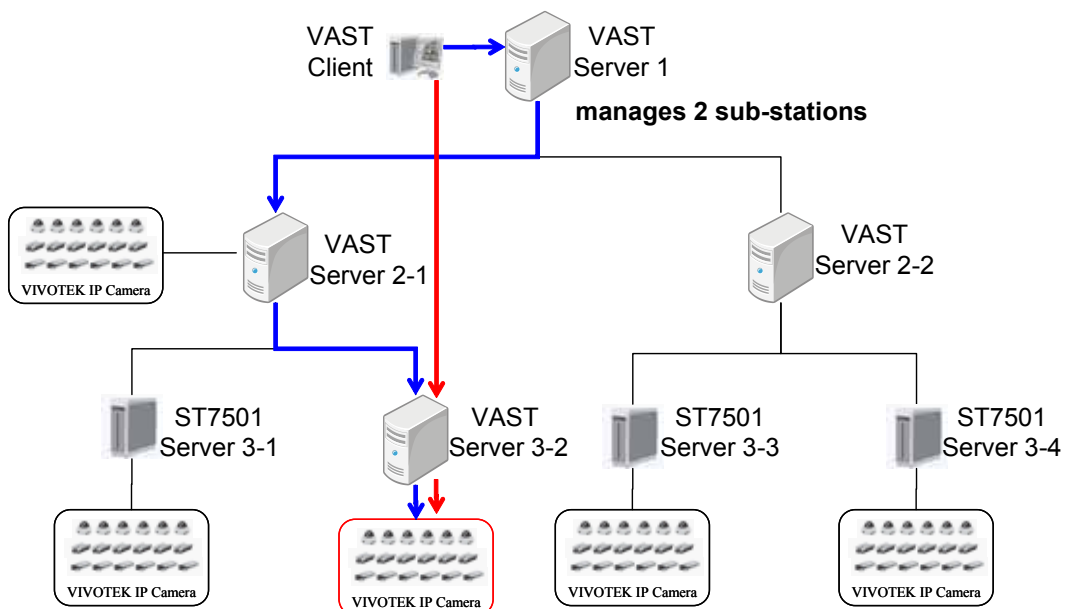 VAST
Client
VAST
Server 1
manages 2 sub-stations
VAST
Server 2-1
VAST
Server 2-2
VIVOTEK IP Camera
ST7501
Server 3-1
VAST
Server 3-2
ST7501
Server 3-3
ST7501
Server 3-4
VIVOTEK IP Camera
VIVOTEK IP Camera
VIVOTEK IP Camera
VIVOTEK IP Camera